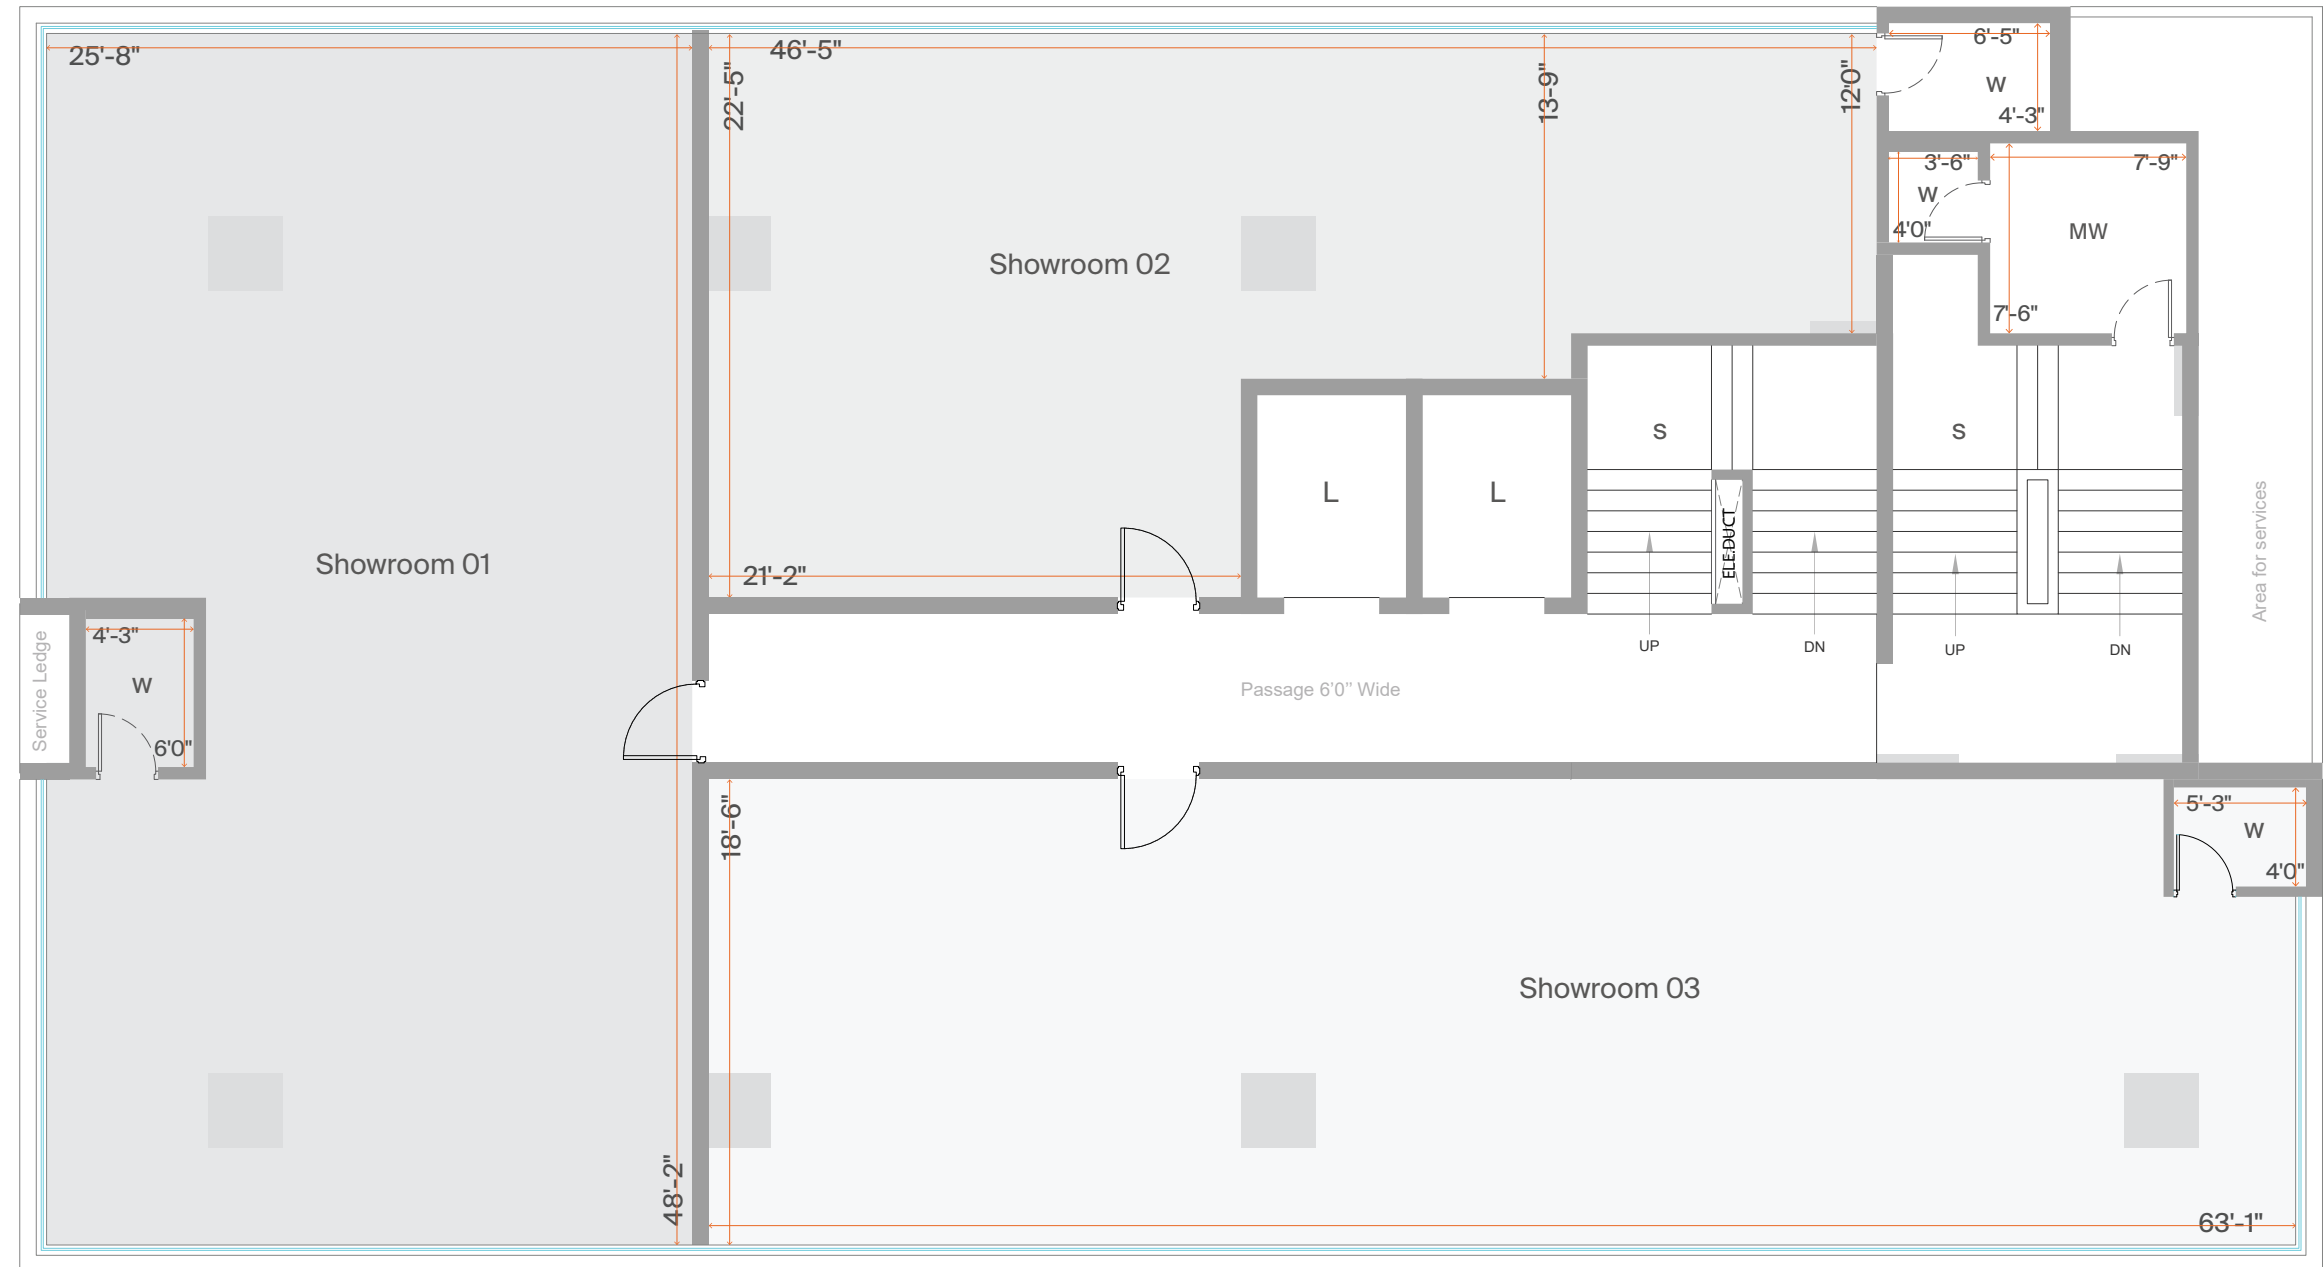 25'-8"
46'-5"
22'-5"
13-9"
12'0"
6'-5"
W
4'-3"
3'-6"
W
4'0"
7'-9"
MW
7'-6"
Showroom 02
L
L
S
S
ELE.DUCT
Area for services
Showroom 01
21'-2"
UP
DN
UP
DN
4'-3"
W
6'0"
Service Ledge
Passage 6'0'' Wide
18'-6"
5'-3"
W
4'0"
Showroom 03
48'-2"
63'-1"